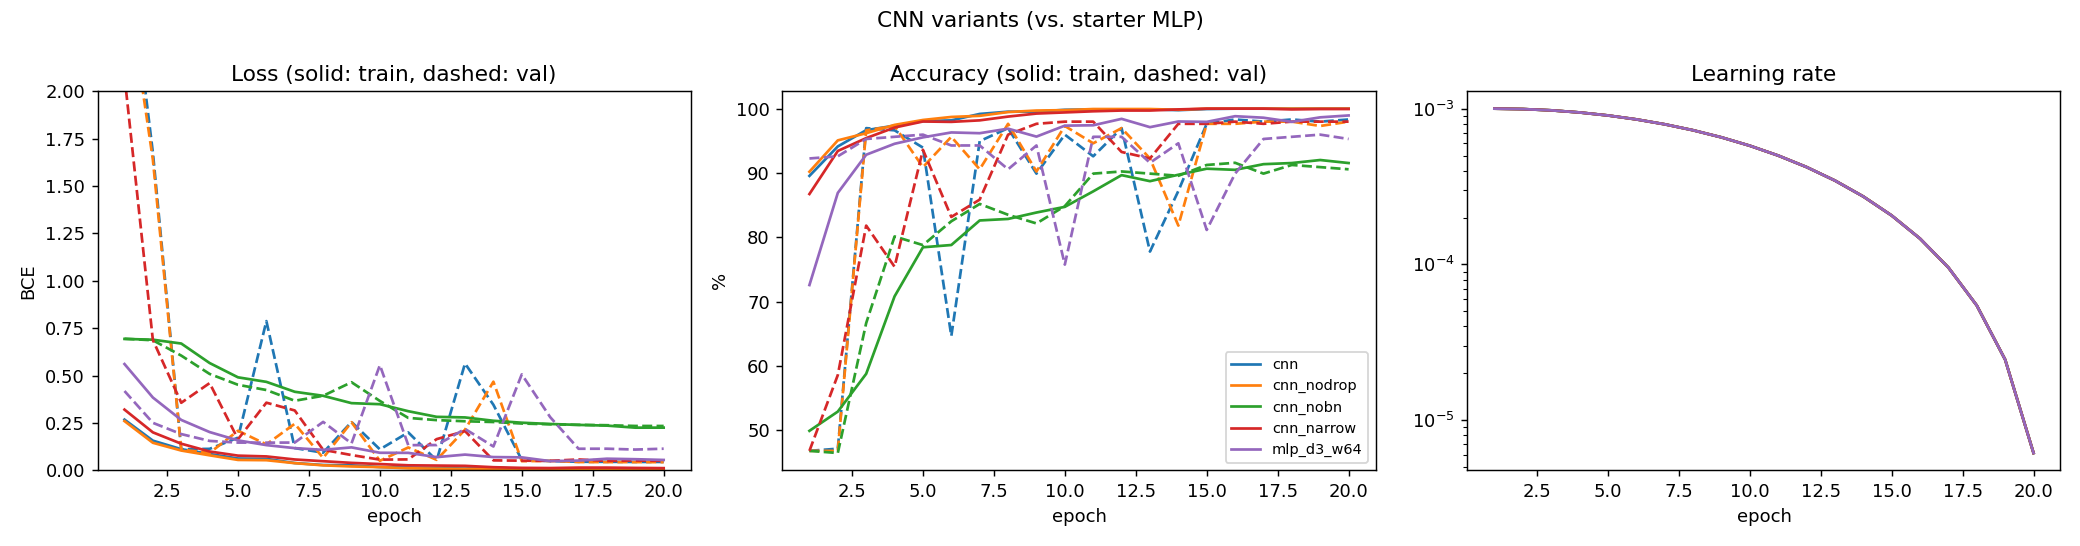 CNN variants (vs. starter MLP)
Loss (solid: train, dashed: val)
BCE
2.00
1.75
1.50
1.25
1.00
0.75
0.50
0.25
0.00
2.5 5.0 7.5 10.0 12.5 15.0 17.5 20.0
epoch
Accuracy (solid: train, dashed: val)
%
100
90
80
70
60
50
cnn
cnn_nodrop
cnn_nobn
cnn_narrow
mlp_d3_w64
2.5 5.0 7.5 10.0 12.5 15.0 17.5 20.0
epoch
Learning rate
10⁻³
10⁻⁴
10⁻⁵
2.5 5.0 7.5 10.0 12.5 15.0 17.5 20.0
epoch